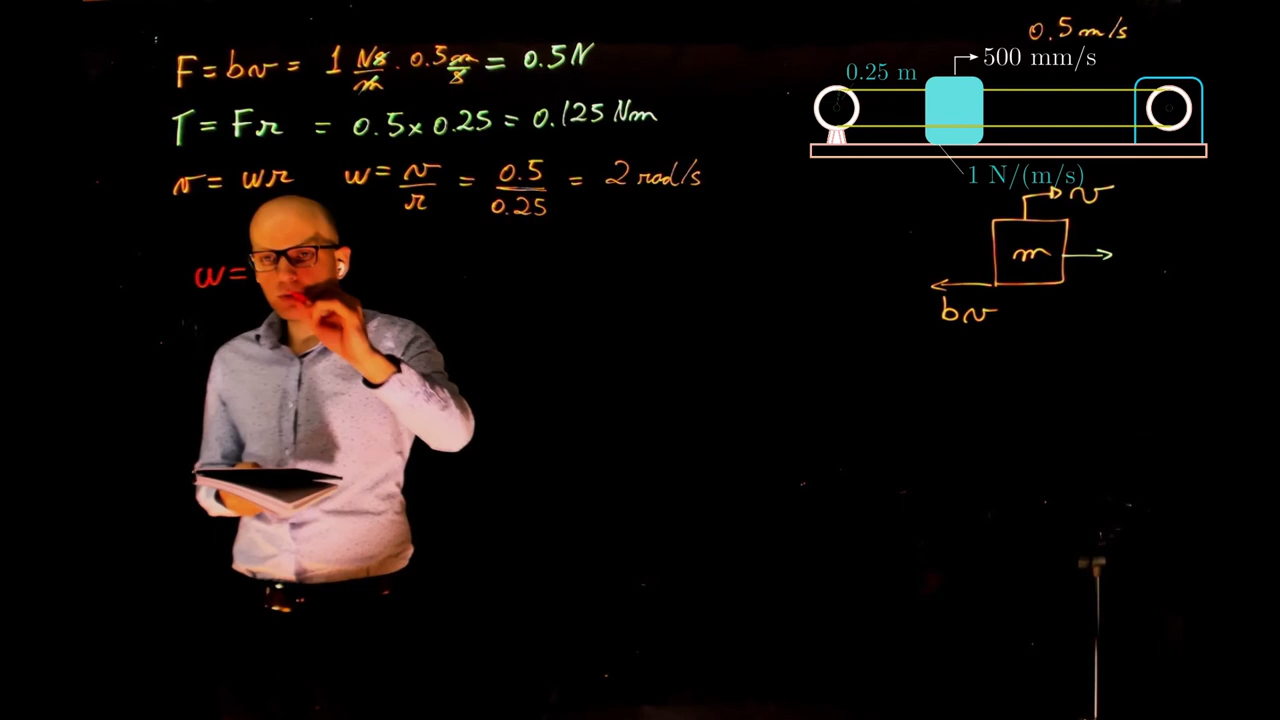 F = bv = 1 Ns/m · 0.5 m/s = 0.5 N
T = Fr = 0.5 x 0.25 = 0.125 Nm
v = ωr ω = v/r = 0.5/0.25 = 2 rad/s
ω =
0.5 m/s
500 mm/s
0.25 m
1 N/(m/s)
v
m
bv